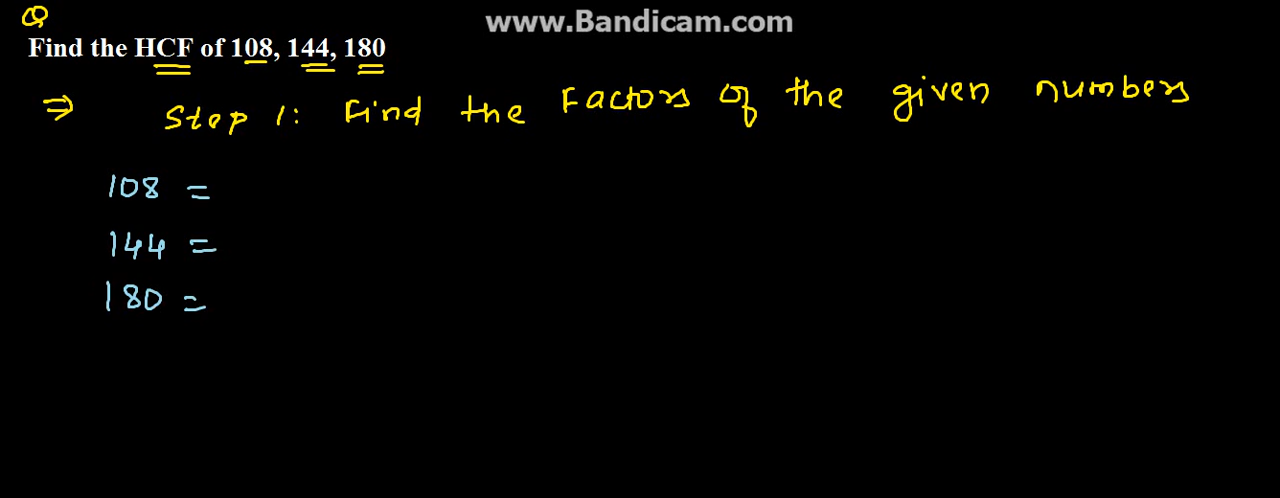 www.Bandicam.com
Q
Find the HCF of 108, 144, 180
⇒ Step 1: Find the Factors of the given numbers
108 =
144 =
180 =